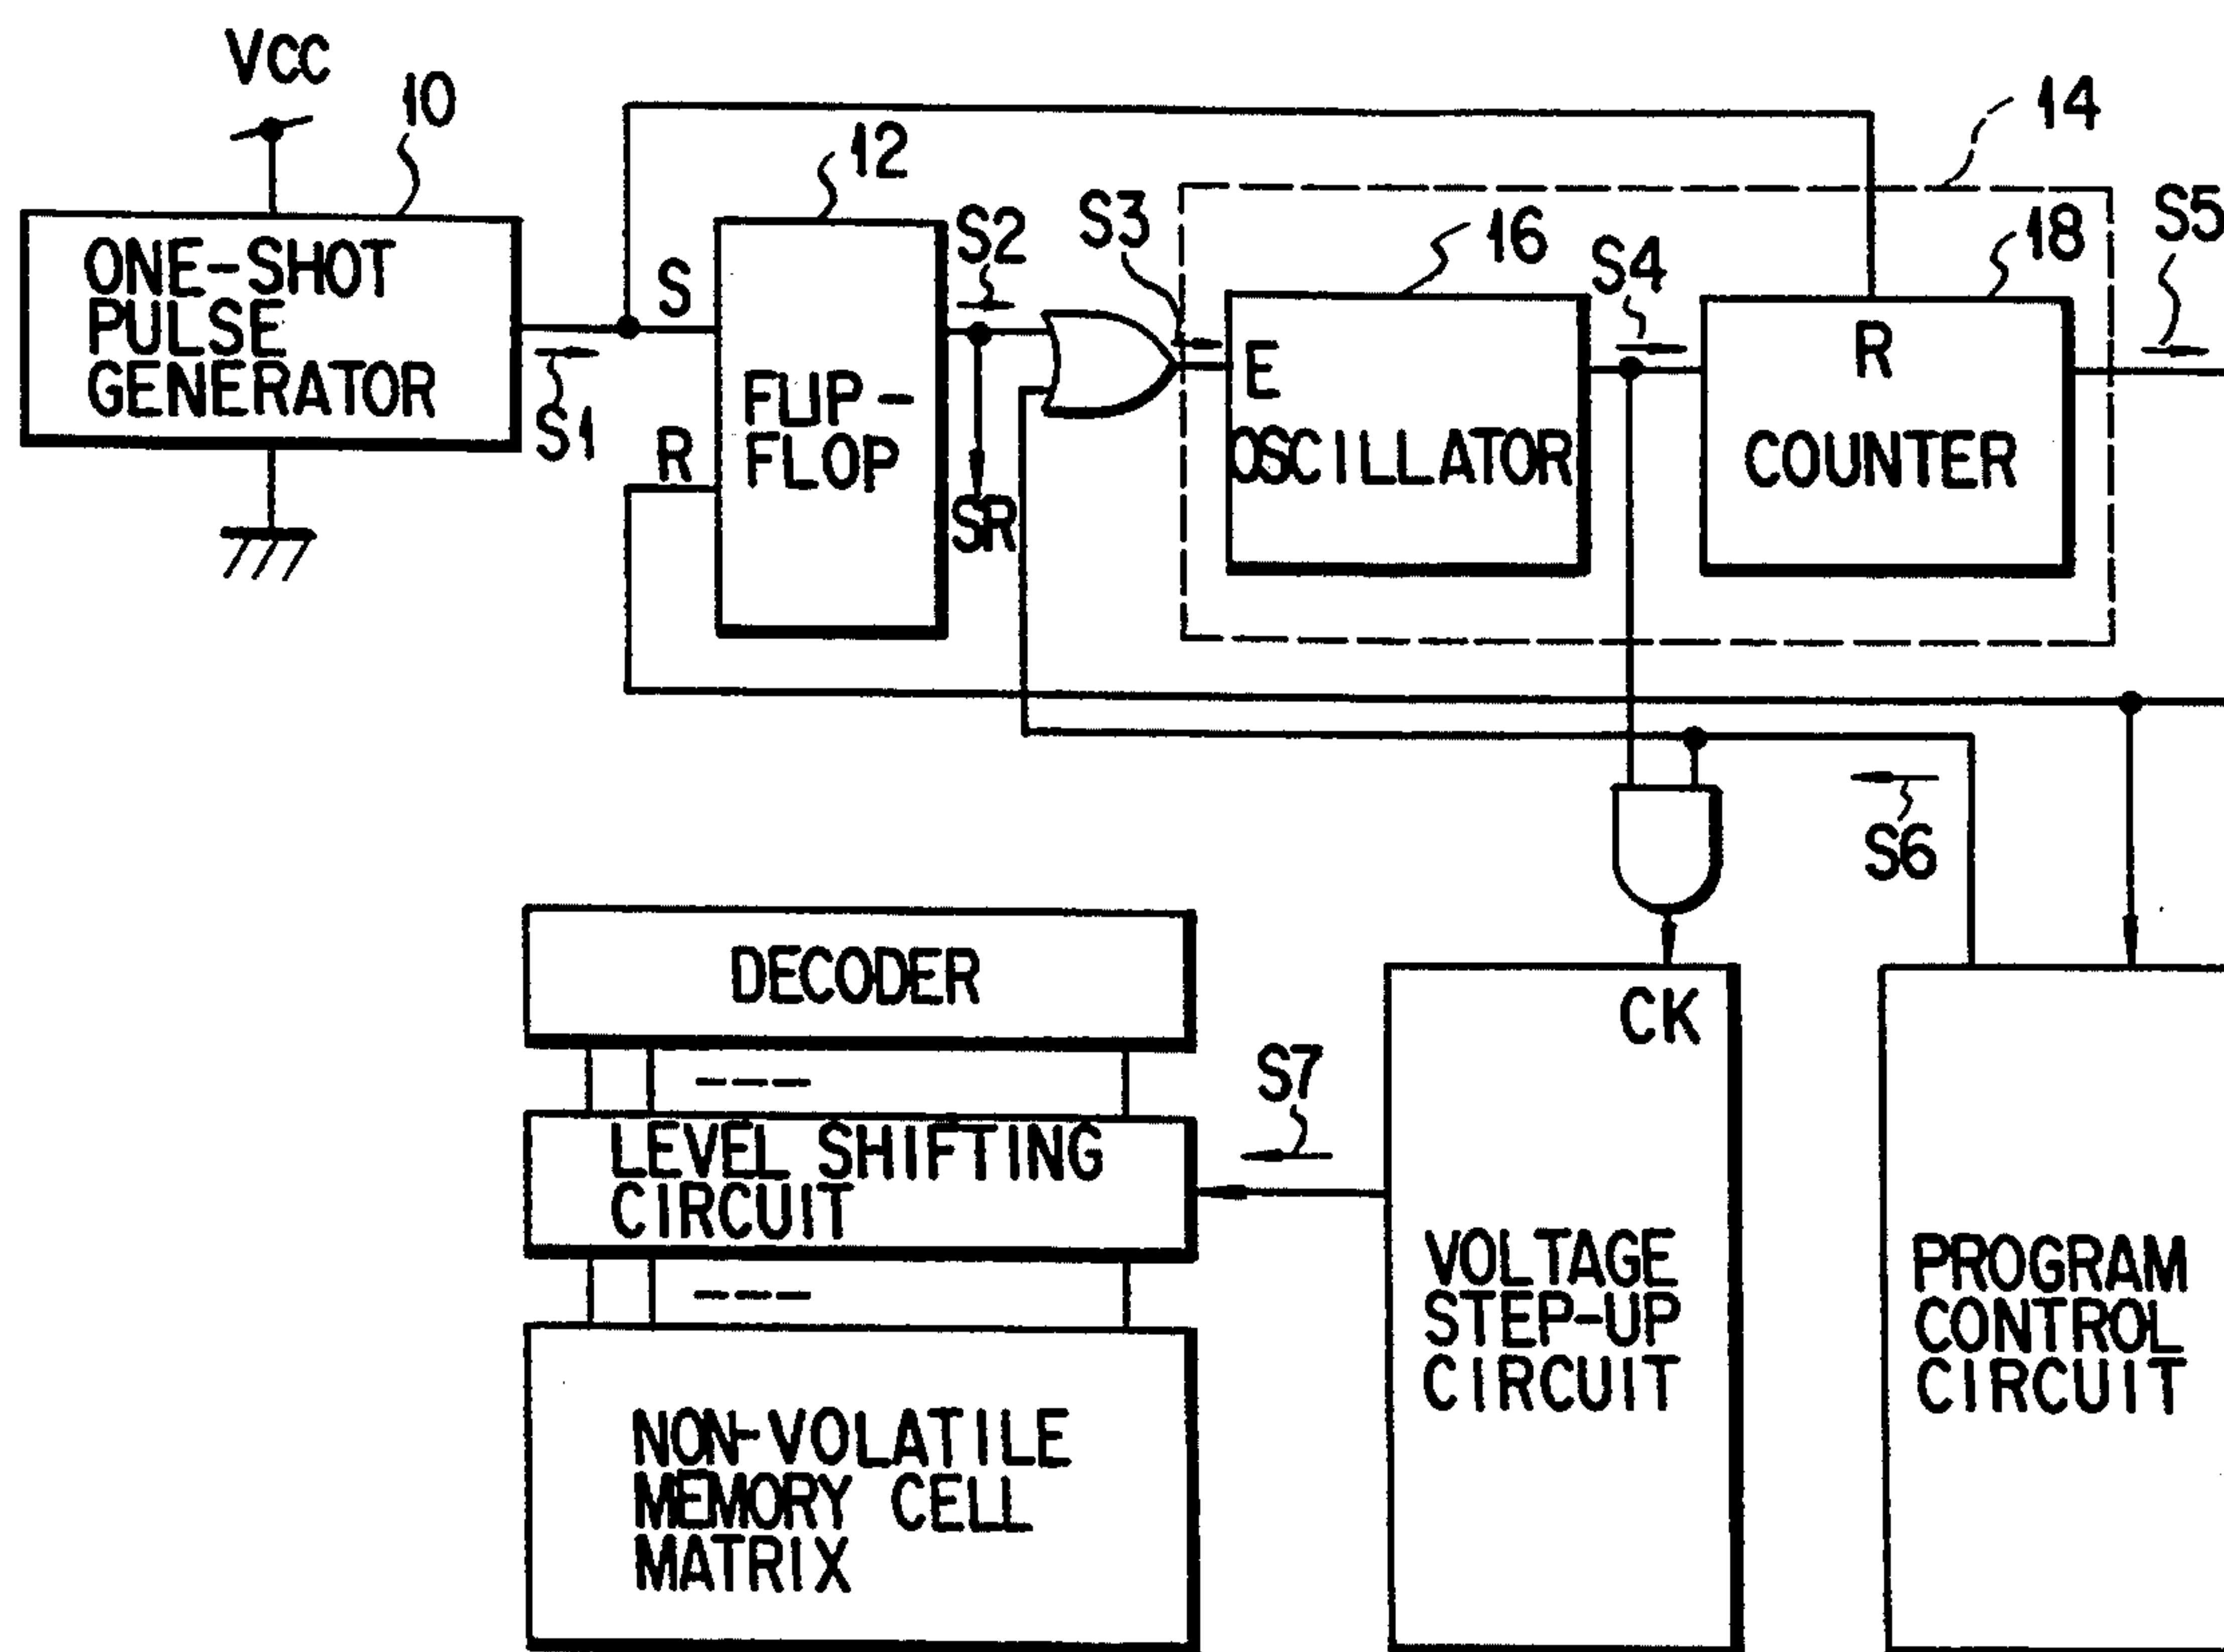 VCC
10
12
14
ONE-SHOT
PULSE
GENERATOR
S1
S
R
FLIP-
FLOP
S2
SR
S3
16
E
OSCILLATOR
S4
18
R
COUNTER
S5
S6
DECODER
LEVEL SHIFTING
CIRCUIT
NON-VOLATILE
MEMORY CELL
MATRIX
S7
CK
VOLTAGE
STEP-UP
CIRCUIT
PROGRAM
CONTROL
CIRCUIT